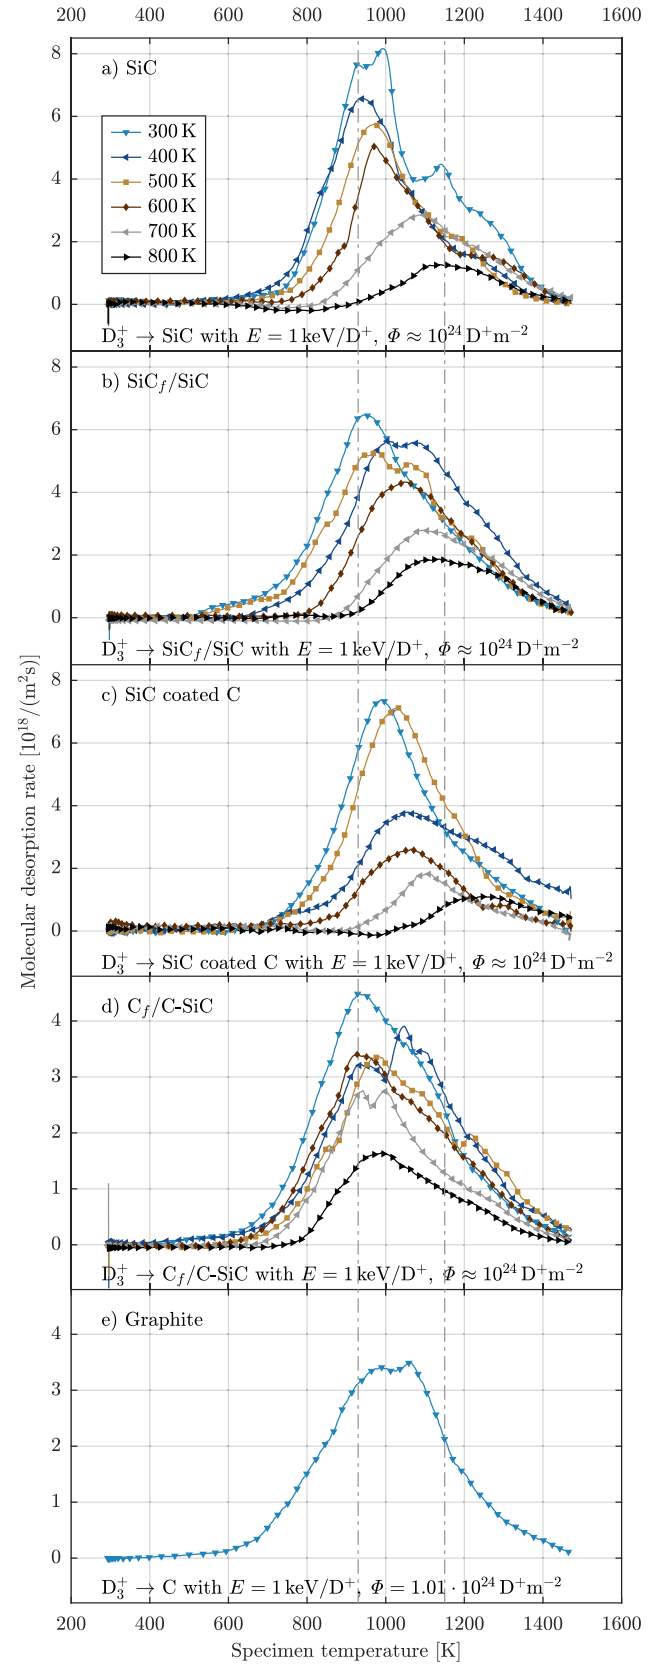 200 400 600 800 1000 1200 1400 1600
a) SiC
8
6
4
2
0
300 K
400 K
500 K
600 K
700 K
800 K
D₃⁺ → SiC with E = 1 keV/D⁺, Φ ≈ 10²⁴ D⁺m⁻²
b) SiC_f/SiC
8
6
4
2
0
D₃⁺ → SiC_f/SiC with E = 1 keV/D⁺, Φ ≈ 10²⁴ D⁺m⁻²
Molecular desorption rate [10¹⁸/(m²s)]
c) SiC coated C
8
6
4
2
0
D₃⁺ → SiC coated C with E = 1 keV/D⁺, Φ ≈ 10²⁴ D⁺m⁻²
d) C_f/C-SiC
4
3
2
1
0
D₃⁺ → C_f/C-SiC with E = 1 keV/D⁺, Φ ≈ 10²⁴ D⁺m⁻²
e) Graphite
4
3
2
1
0
D₃⁺ → C with E = 1 keV/D⁺, Φ = 1.01 · 10²⁴ D⁺m⁻²
200 400 600 800 1000 1200 1400 1600
Specimen temperature [K]